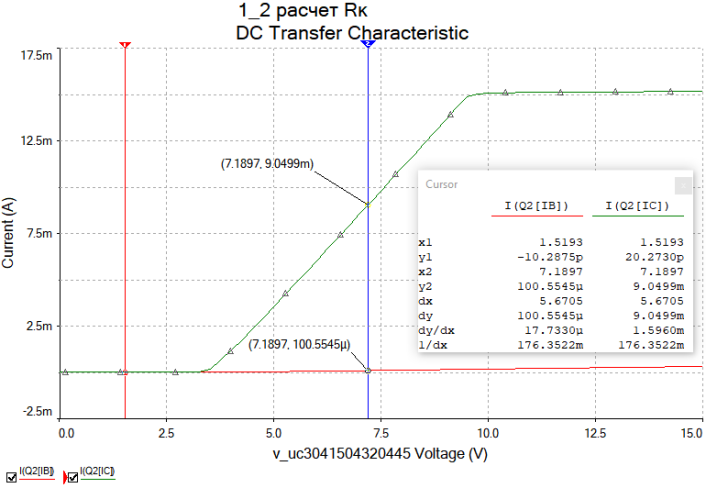 1_2 расчет Rк
DC Transfer Characteristic
17.5m
12.5m
7.5m
2.5m
-2.5m
Current (A)
(7.1897, 9.0499m)
(7.1897, 100.5545µ)
Cursor
I(Q2[IB]) I(Q2[IC])
x1 1.5193 1.5193
y1 -10.2875p 20.2730p
x2 7.1897 7.1897
y2 100.5545µ 9.0499m
dx 5.6705 5.6705
dy 100.5545µ 9.0499m
dy/dx 17.7330µ 1.5960m
1/dx 176.3522m 176.3522m
0.0 2.5 5.0 7.5 10.0 12.5 15.0
v_uc3041504320445 Voltage (V)
I(Q2[IB]) I(Q2[IC])